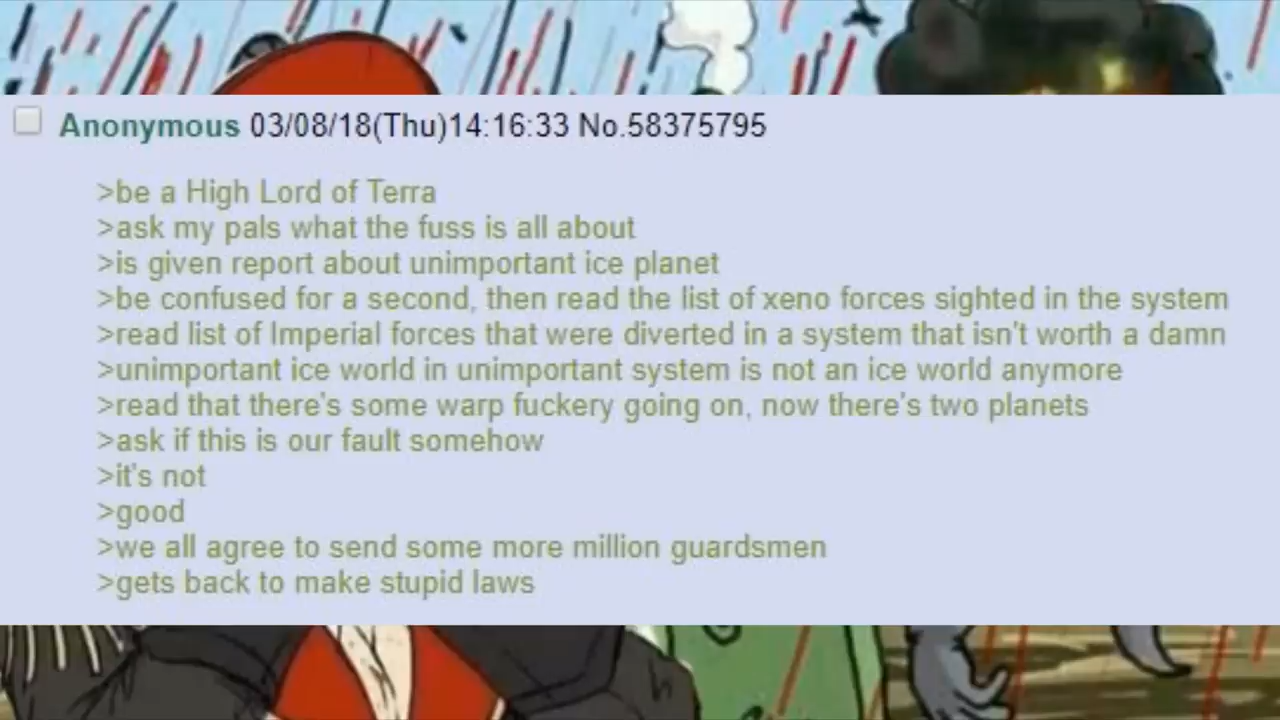 Anonymous 03/08/18(Thu)14:16:33 No.58375795
>be a High Lord of Terra
>ask my pals what the fuss is all about
>is given report about unimportant ice planet
>be confused for a second, then read the list of xeno forces sighted in the system
>read list of Imperial forces that were diverted in a system that isn't worth a damn
>unimportant ice world in unimportant system is not an ice world anymore
>read that there's some warp fuckery going on, now there's two planets
>ask if this is our fault somehow
>it's not
>good
>we all agree to send some more million guardsmen
>gets back to make stupid laws